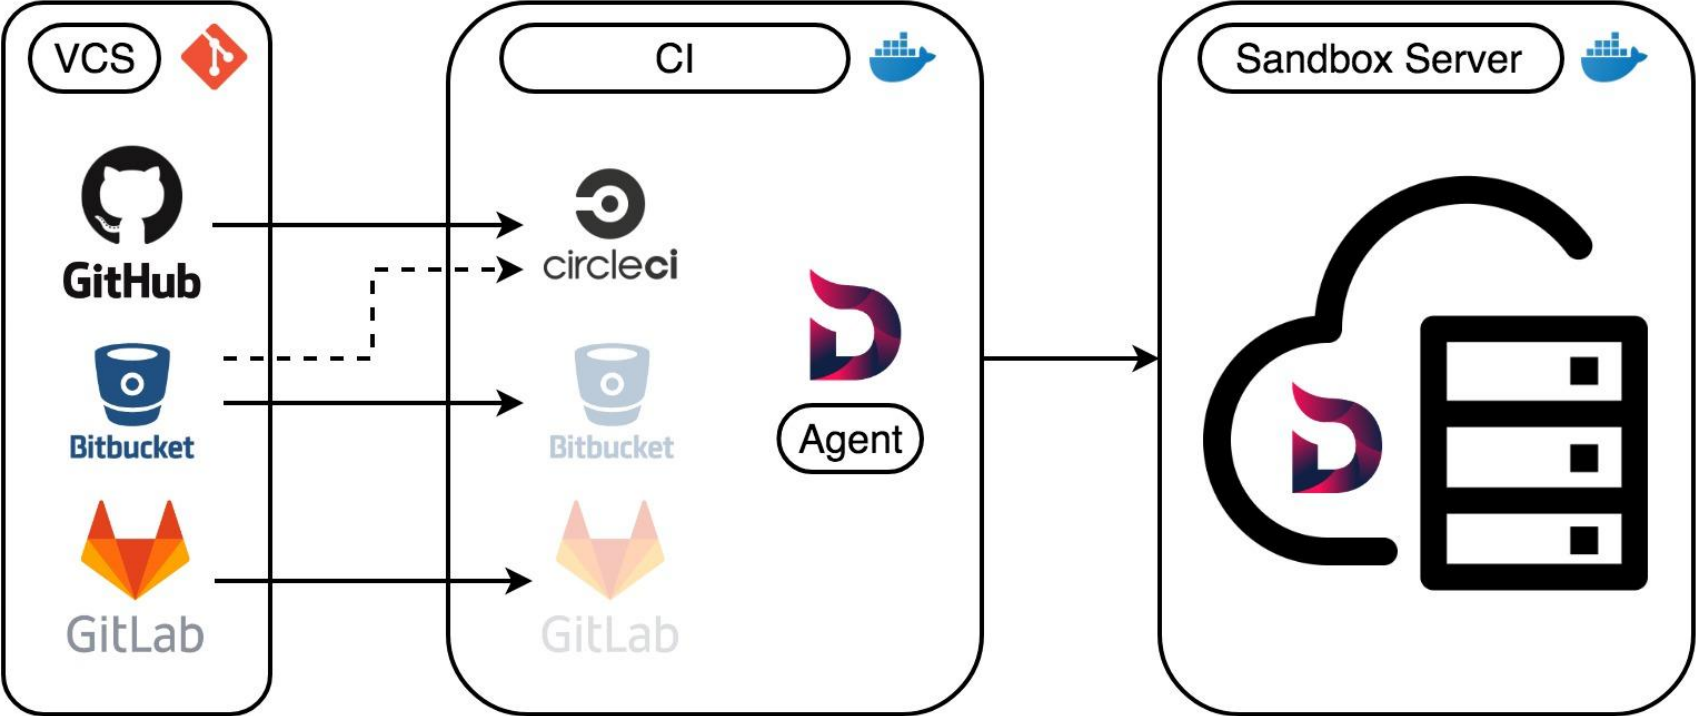 VCS
CI
Sandbox Server
GitHub
circleci
Bitbucket
Bitbucket
Agent
GitLab
GitLab